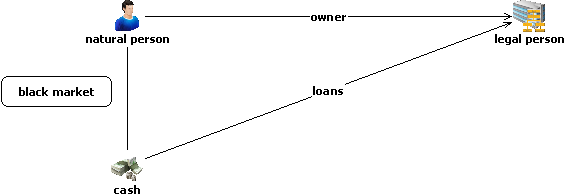 owner
natural person
legal person
black market
loans
cash